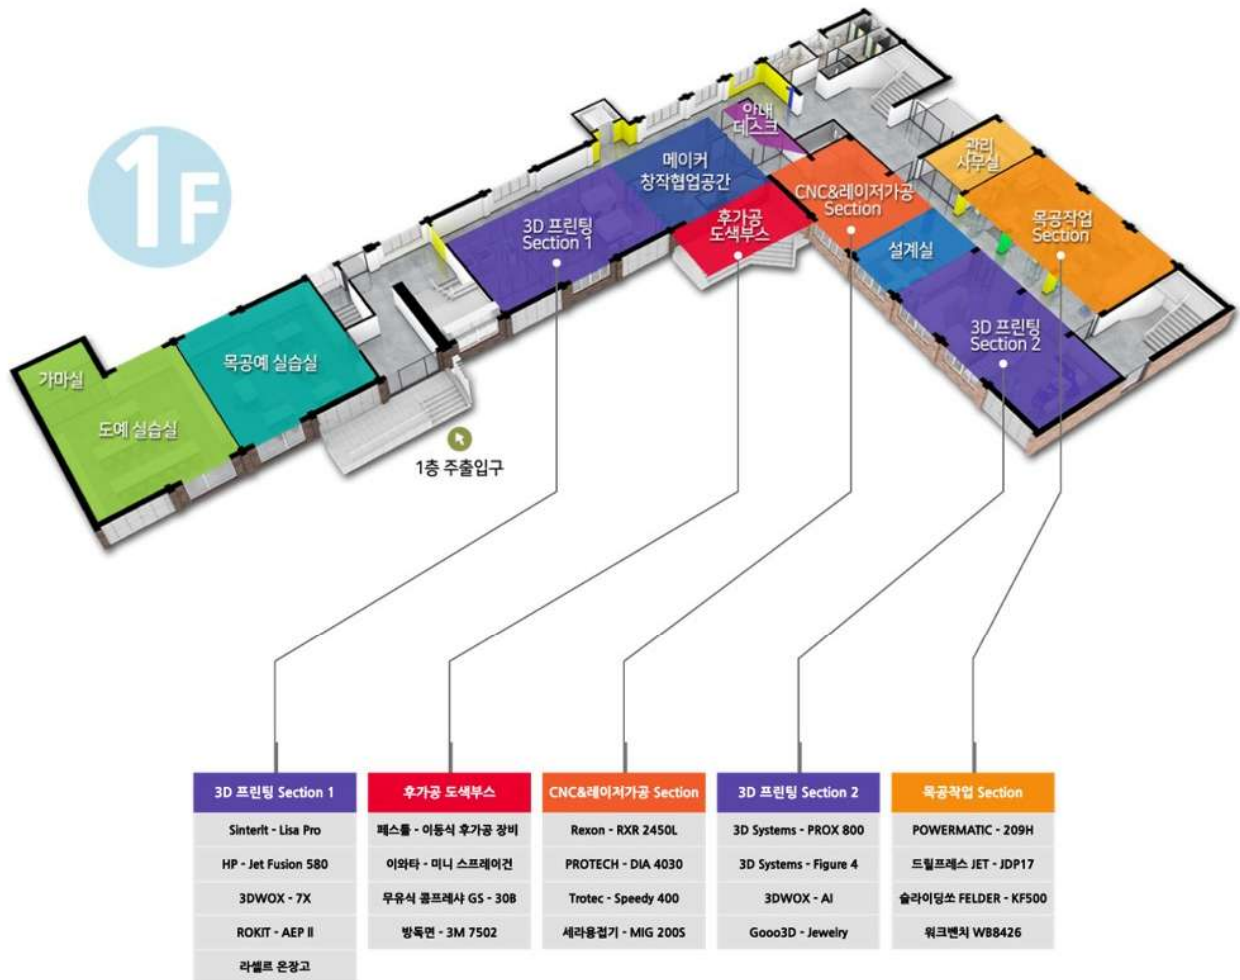 1F
안내
데스크
메이커
창작협업공간
관리
사무실
CNC&레이저가공
Section
3D 프린팅
Section 1
후가공
도색부스
목공작업
Section
설계실
3D 프린팅
Section 2
목공예 실습실
가마실
도예 실습실
1층 주출입구
3D 프린팅 Section 1
Sinterit - Lisa Pro
HP - Jet Fusion 580
3DWOX - 7X
ROKIT - AEP II
라셀르 온장고
후가공 도색부스
페스툴 - 이동식 후가공 장비
이와타 - 미니 스프레이건
무유식 콤프레샤 GS - 30B
방독면 - 3M 7502
CNC&레이저가공 Section
Rexon - RXR 2450L
PROTECH - DIA 4030
Trotec - Speedy 400
세라용접기 - MIG 200S
3D 프린팅 Section 2
3D Systems - PROX 800
3D Systems - Figure 4
3DWOX - AI
Gooo3D - Jewelry
목공작업 Section
POWERMATIC - 209H
드릴프레스 JET - JDP17
슬라이딩쏘 FELDER - KF500
워크벤치 WB8426